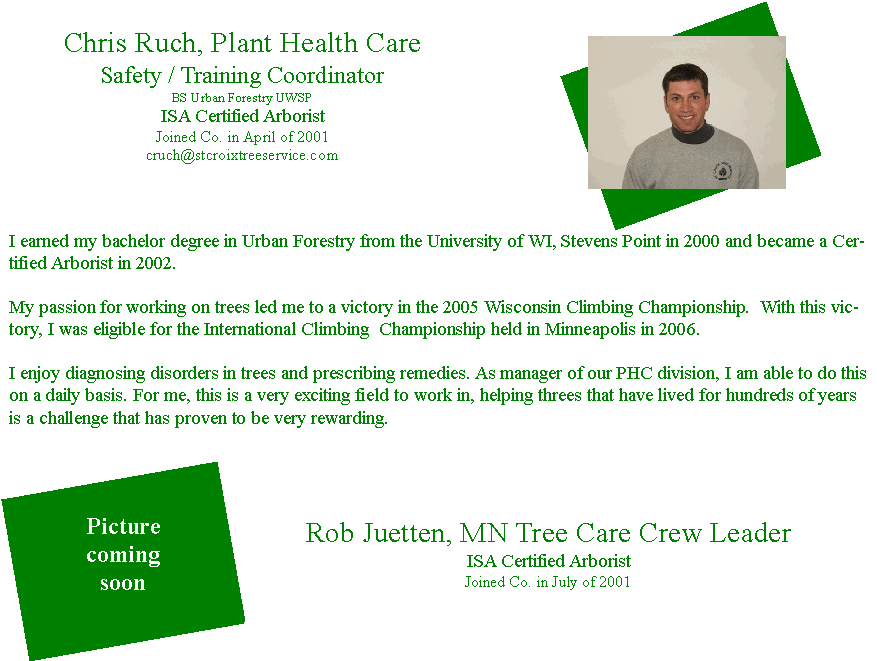 Chris Ruch, Plant Health Care
Safety / Training Coordinator
BS Urban Forestry UWSP
ISA Certified Arborist
Joined Co. in April of 2001
cruch@stcroixtreeservice.com
I earned my bachelor degree in Urban Forestry from the University of WI, Stevens Point in 2000 and became a Cer-
tified Arborist in 2002.
My passion for working on trees led me to a victory in the 2005 Wisconsin Climbing Championship.  With this vic-
tory, I was eligible for the International Climbing  Championship held in Minneapolis in 2006.
I enjoy diagnosing disorders in trees and prescribing remedies. As manager of our PHC division, I am able to do this
on a daily basis. For me, this is a very exciting field to work in, helping threes that have lived for hundreds of years
is a challenge that has proven to be very rewarding.
Picture
coming
soon
Rob Juetten, MN Tree Care Crew Leader
ISA Certified Arborist
Joined Co. in July of 2001